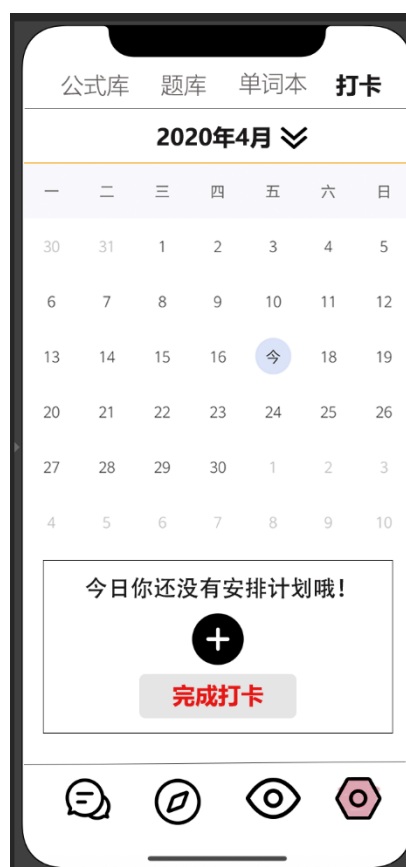 公式库 题库 单词本 打卡
2020年4月
一 二 三 四 五 六 日
30 31 1 2 3 4 5
6 7 8 9 10 11 12
13 14 15 16 今 18 19
20 21 22 23 24 25 26
27 28 29 30 1 2 3
4 5 6 7 8 9 10
今日你还没有安排计划哦!
完成打卡